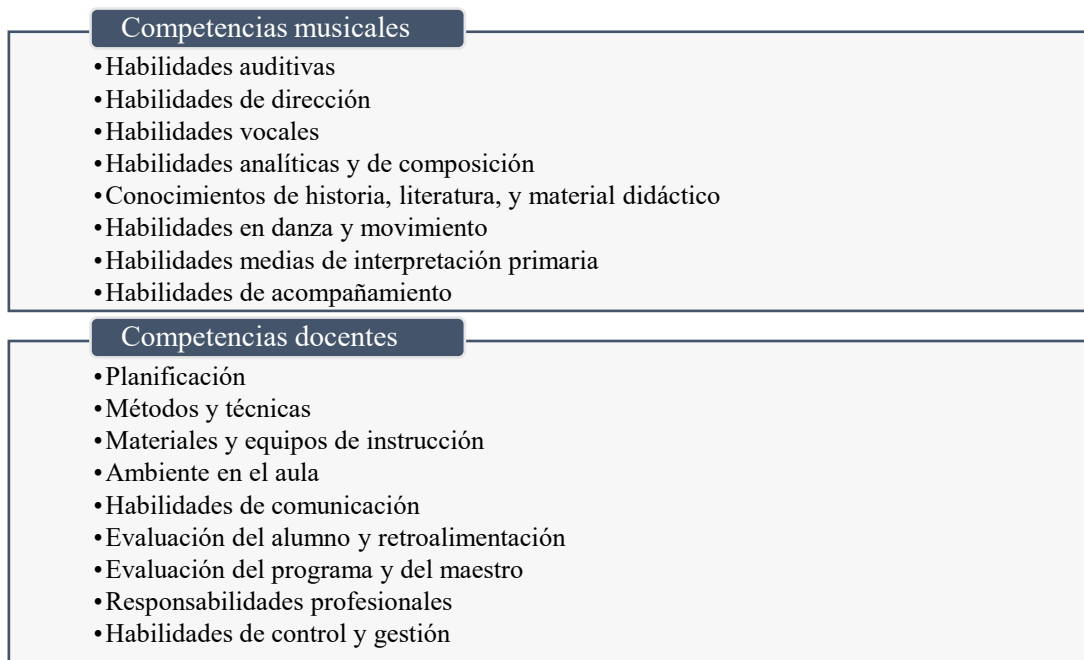 Competencias musicales
•Habilidades auditivas
•Habilidades de dirección
•Habilidades vocales
•Habilidades analíticas y de composición
•Conocimientos de historia, literatura, y material didáctico
•Habilidades en danza y movimiento
•Habilidades medias de interpretación primaria
•Habilidades de acompañamiento
Competencias docentes
•Planificación
•Métodos y técnicas
•Materiales y equipos de instrucción
•Ambiente en el aula
•Habilidades de comunicación
•Evaluación del alumno y retroalimentación
•Evaluación del programa y del maestro
•Responsabilidades profesionales
•Habilidades de control y gestión